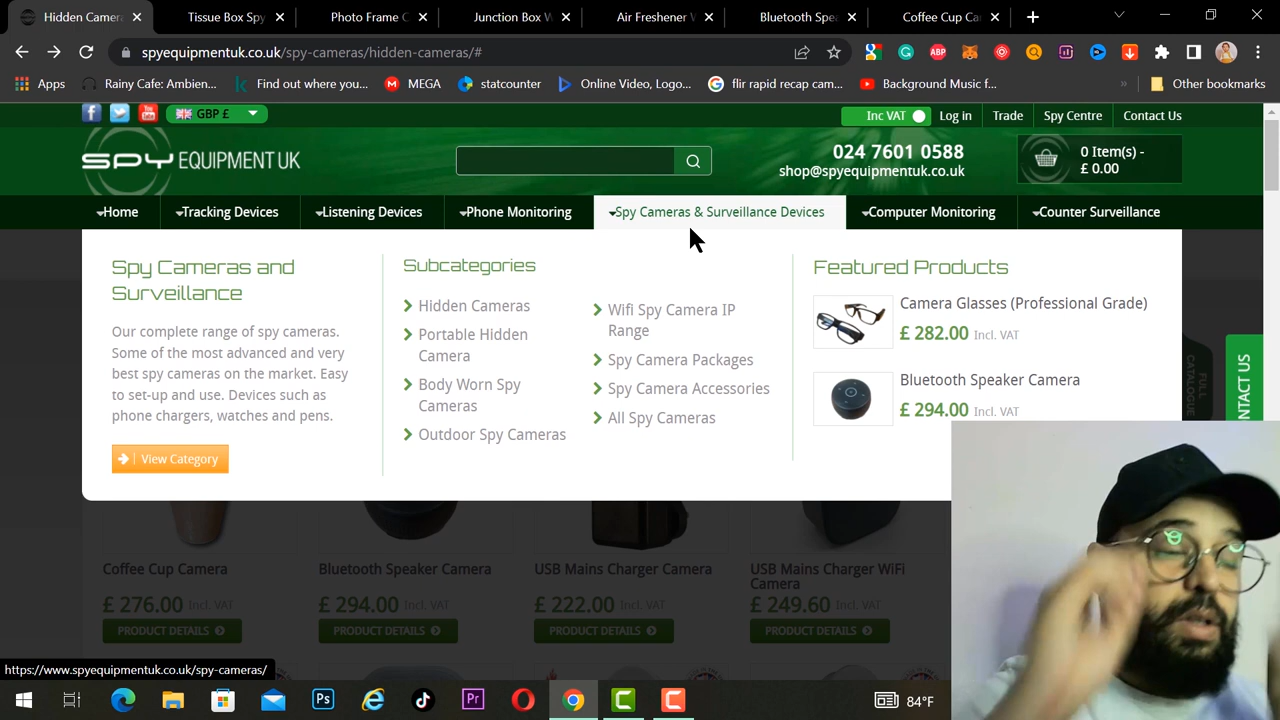 Hidden Camer
Tissue Box Spy
Photo Frame C
Junction Box W
Air Freshener W
Bluetooth Spea
Coffee Cup Ca
spyequipmentuk.co.uk/spy-cameras/hidden-cameras/#
ABP
Apps
Rainy Cafe: Ambien...
Find out where you...
MEGA
statcounter
Online Video, Logo...
flir rapid recap cam...
Background Music f...
»
Other bookmarks
GBP £
Inc VAT
Log in
Trade
Spy Centre
Contact Us
SPY EQUIPMENT UK
024 7601 0588
shop@spyequipmentuk.co.uk
0 Item(s) -
£ 0.00
Home
Tracking Devices
Listening Devices
Phone Monitoring
Spy Cameras & Surveillance Devices
Computer Monitoring
Counter Surveillance
Spy Cameras and
Surveillance
Our complete range of spy cameras.
Some of the most advanced and very
best spy cameras on the market. Easy
to set-up and use. Devices such as
phone chargers, watches and pens.
View Category
Subcategories
Hidden Cameras
Portable Hidden
Camera
Body Worn Spy
Cameras
Outdoor Spy Cameras
Wifi Spy Camera IP
Range
Spy Camera Packages
Spy Camera Accessories
All Spy Cameras
Featured Products
Camera Glasses (Professional Grade)
£ 282.00 Incl. VAT
Bluetooth Speaker Camera
£ 294.00 Incl. VAT
FULL
CATALOGUE
NTACT US
Coffee Cup Camera
£ 276.00 Incl. VAT
PRODUCT DETAILS
Bluetooth Speaker Camera
£ 294.00 Incl. VAT
PRODUCT DETAILS
USB Mains Charger Camera
£ 222.00 Incl. VAT
PRODUCT DETAILS
USB Mains Charger WiFi
Camera
£ 249.60 Incl. VAT
PRODUCT DETAILS
https://www.spyequipmentuk.co.uk/spy-cameras/
Ps
Pr
84°F